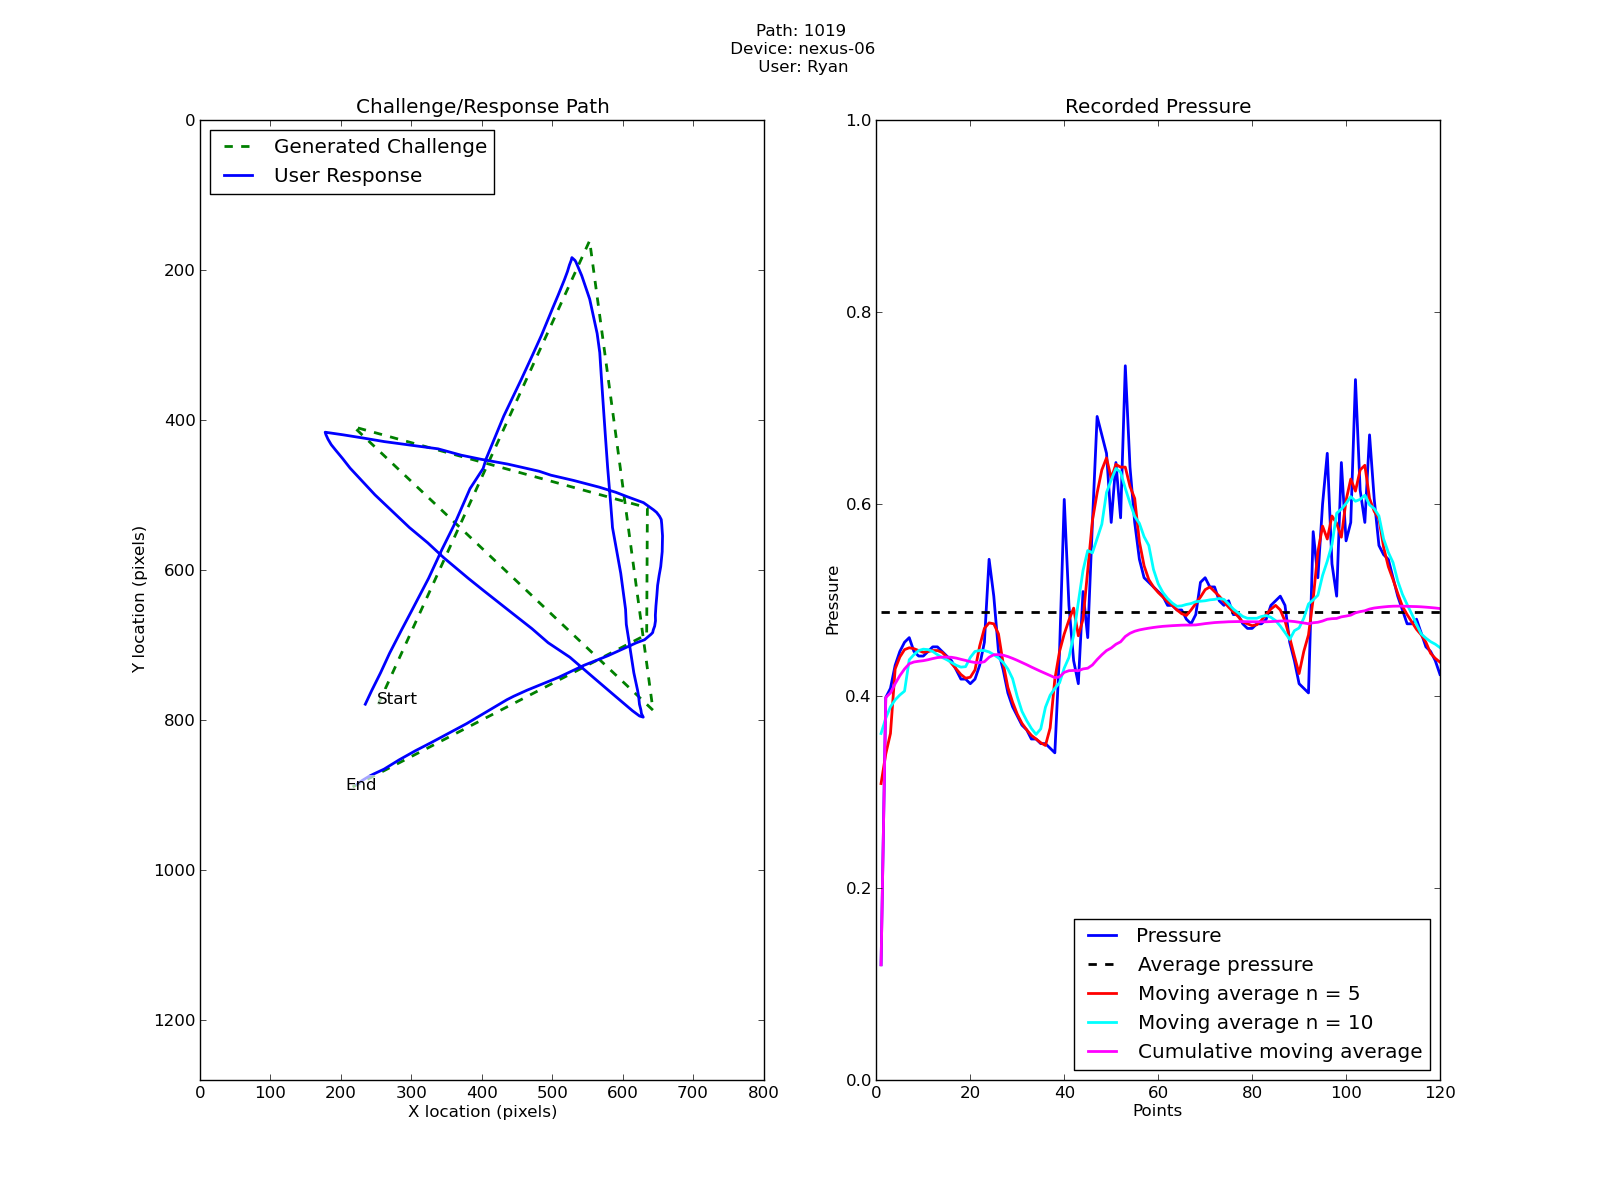 Path: 1019
Device: nexus-06
User: Ryan
Challenge/Response Path
Generated Challenge
User Response
0
200
400
600
800
1000
1200
Y location (pixels)
Start
End
0 100 200 300 400 500 600 700 800
X location (pixels)
Recorded Pressure
1.0
0.8
0.6
0.4
0.2
0.0
Pressure
Pressure
Average pressure
Moving average n = 5
Moving average n = 10
Cumulative moving average
0 20 40 60 80 100 120
Points